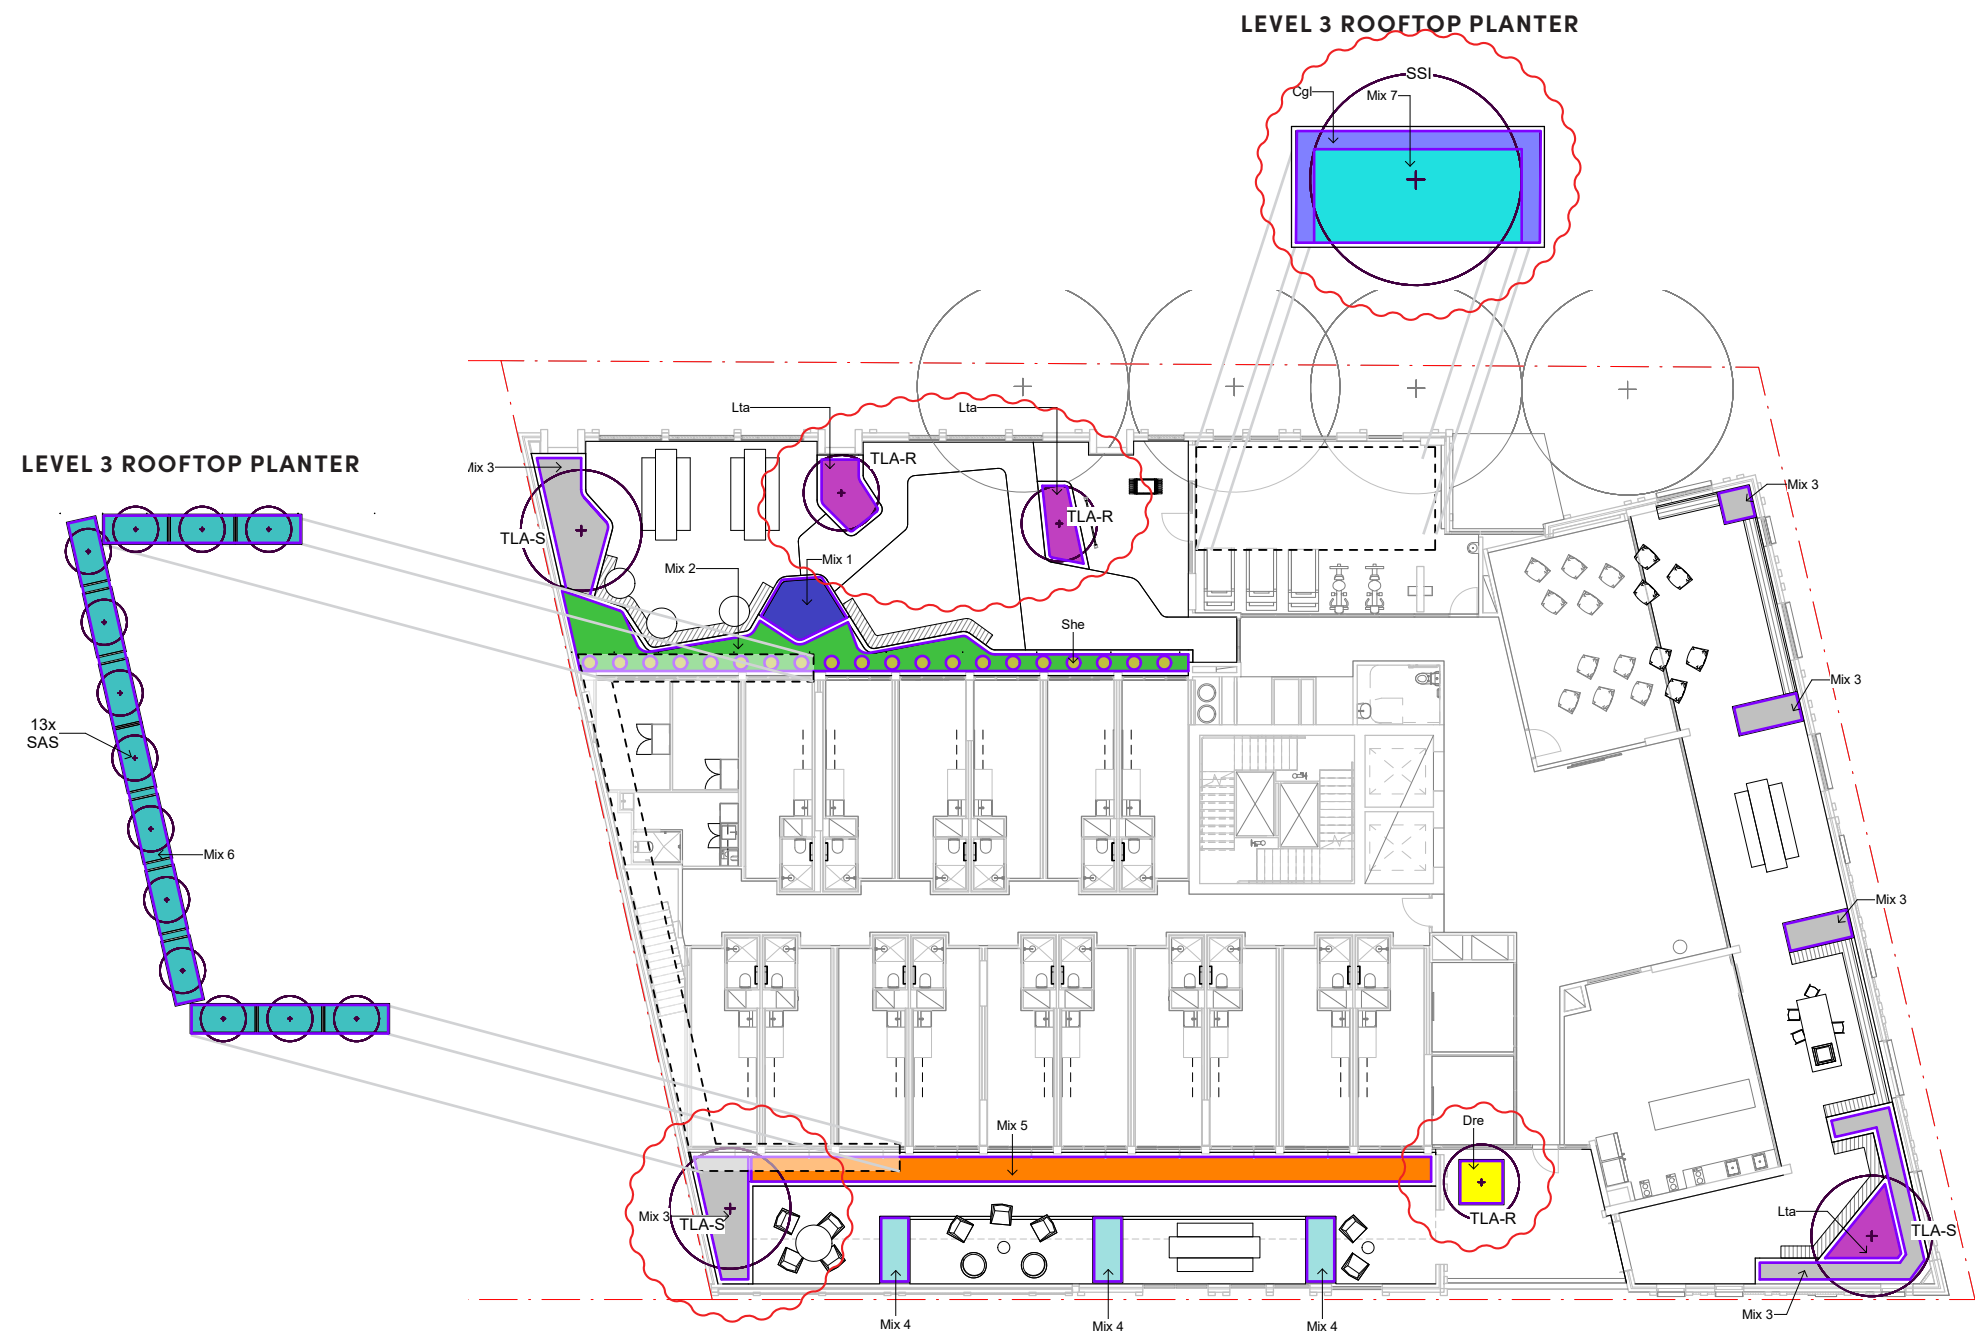 LEVEL 3 ROOFTOP PLANTER
SSI
Cgl
Mix 7
Lta
Lta
TLA-R
LEVEL 3 ROOFTOP PLANTER
Mix 3
Mix 3
TLA-R
TLA-S
Mix 1
Mix 2
She
Mix 3
13x
SAS
Mix 6
Mix 3
Mix 5
Dre
Mix 3
TLA-S
TLA-R
Lta
TLA-S
Mix 3
Mix 4
Mix 4
Mix 4